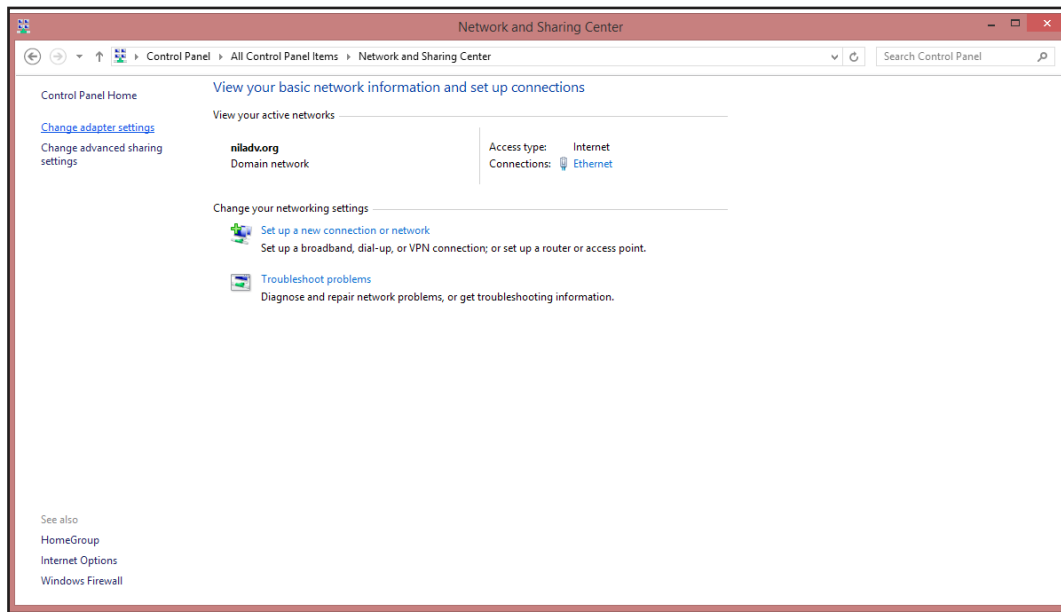 Network and Sharing Center
Control Panel All Control Panel Items Network and Sharing Center
Search Control Panel
Control Panel Home
Change adapter settings
Change advanced sharing
settings
See also
HomeGroup
Internet Options
Windows Firewall
View your basic network information and set up connections
View your active networks
niladv.org
Domain network
Access type: Internet
Connections: Ethernet
Change your networking settings
Set up a new connection or network
Set up a broadband, dial-up, or VPN connection; or set up a router or access point.
Troubleshoot problems
Diagnose and repair network problems, or get troubleshooting information.